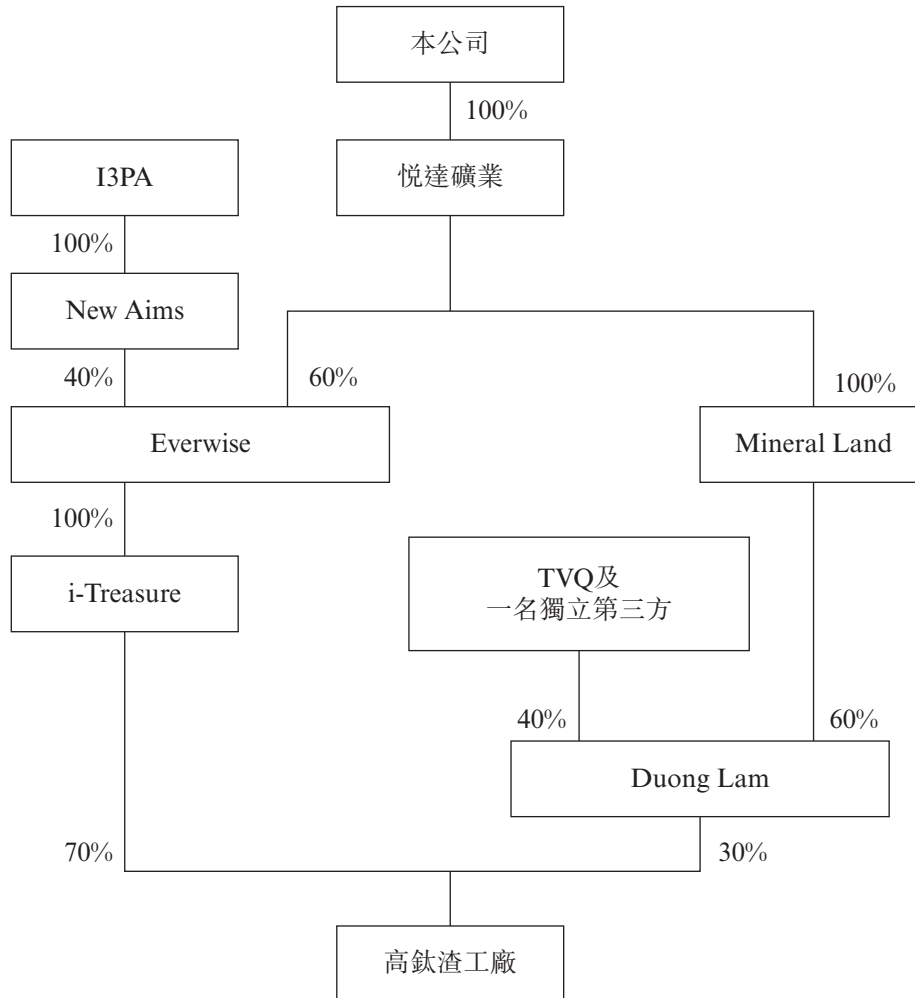 本公司
100%
I3PA
悦達礦業
100%
New Aims
40%
60%
100%
Everwise
Mineral Land
100%
i-Treasure
TVQ及
一名獨立第三方
40%
60%
Duong Lam
70%
30%
高鈦渣工廠